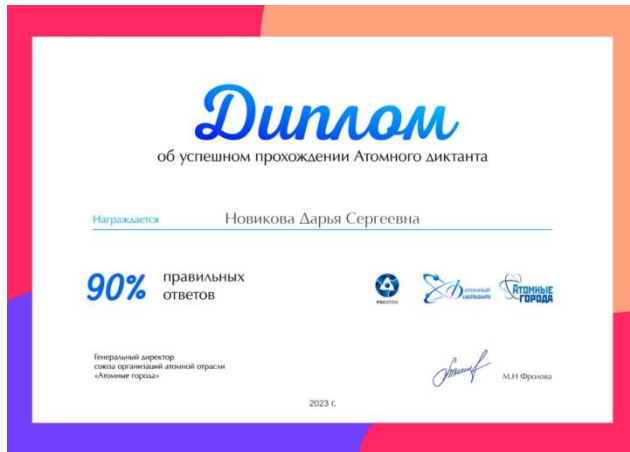 Диплом
об успешном прохождении Атомного диктанта
Награждается Новикова Дарья Сергеевна
90% правильных
ответов
РОСАТОМ
Атомный
Диктант
АТОМНЫЕ
ГОРОДА
Генеральный директор
союза организаций атомной отрасли
«Атомные города»
М.Н Фролова
2023 г.